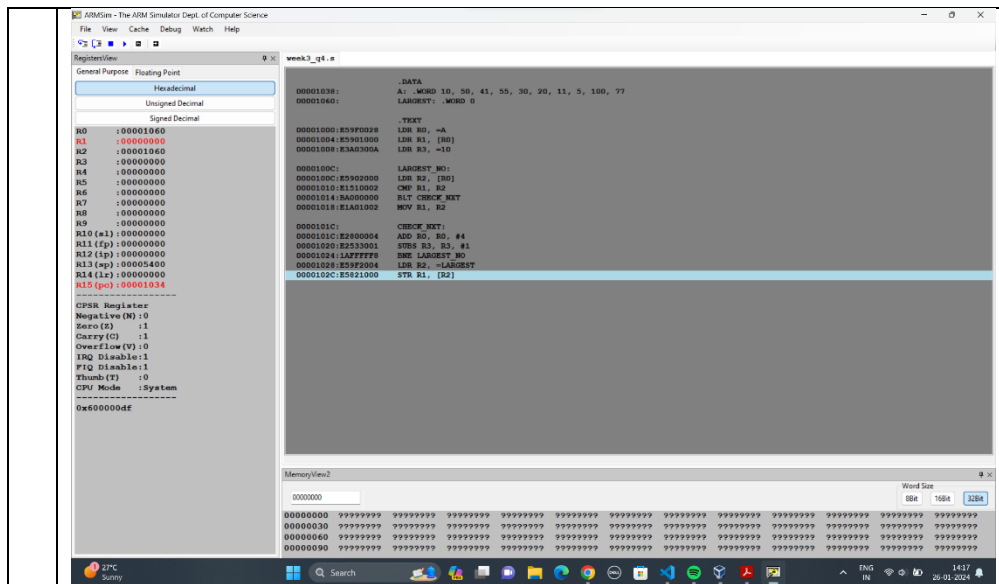 ARMSim - The ARM Simulator Dept. of Computer Science
File View Cache Debug Watch Help
RegistersView
General Purpose Floating Point
Hexadecimal
Unsigned Decimal
Signed Decimal
R0 :00001060
R1 :00000000
R2 :00001060
R3 :00000000
R4 :00000000
R5 :00000000
R6 :00000000
R7 :00000000
R8 :00000000
R9 :00000000
R10(sl):00000000
R11(fp):00000000
R12(ip):00000000
R13(sp):00005400
R14(lr):00000000
R15(pc):00001034
CPSR Register
Negative(N):0
Zero(Z) :1
Carry(C) :1
Overflow(V):0
IRQ Disable:1
FIQ Disable:1
Thumb(T) :0
CPU Mode :System
0x600000df
week3_q4.s
.DATA
00001038: A: .WORD 10, 50, 41, 55, 30, 20, 11, 5, 100, 77
00001060: LARGEST: .WORD 0
.TEXT
00001000:E59F0028 LDR R0, =A
00001004:E5901000 LDR R1, [R0]
00001008:E3A0300A LDR R3, =10
0000100C: LARGEST_NO:
0000100C:E5902000 LDR R2, [R0]
00001010:E1510002 CMP R1, R2
00001014:BA000000 BLT CHECK_NXT
00001018:E1A01002 MOV R1, R2
0000101C: CHECK_NXT:
0000101C:E2800004 ADD R0, R0, #4
00001020:E2533001 SUBS R3, R3, #1
00001024:1AFFFFF8 BNE LARGEST_NO
00001028:E59F2004 LDR R2, =LARGEST
0000102C:E5821000 STR R1, [R2]
MemoryView2
Word Size
00000000 8Bit 16Bit 32Bit
00000000 ???????? ???????? ???????? ???????? ???????? ???????? ???????? ???????? ???????? ???????? ???????? ????????
00000030 ???????? ???????? ???????? ???????? ???????? ???????? ???????? ???????? ???????? ???????? ???????? ????????
00000060 ???????? ???????? ???????? ???????? ???????? ???????? ???????? ???????? ???????? ???????? ???????? ????????
00000090 ???????? ???????? ???????? ???????? ???????? ???????? ???????? ???????? ???????? ???????? ???????? ????????
27°C
Sunny
Search
ENG
IN
14:17
26-01-2024